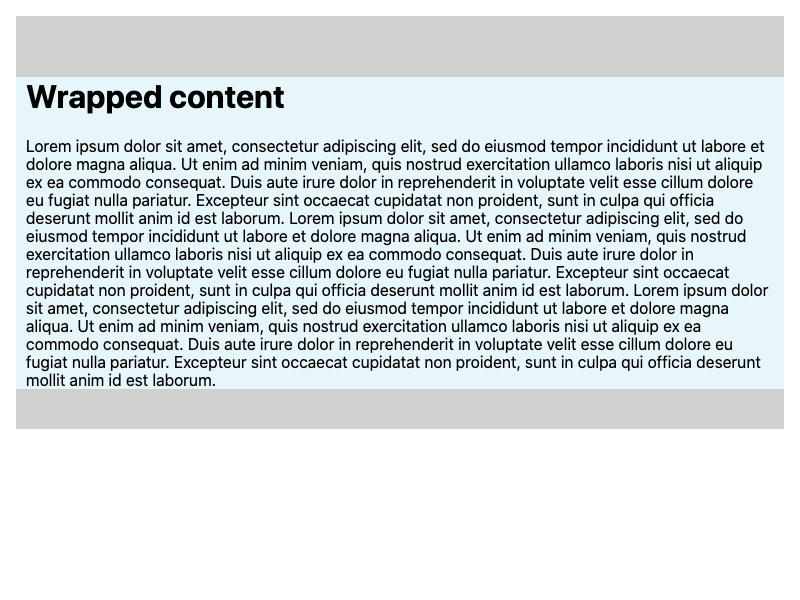 Wrapped content
Lorem ipsum dolor sit amet, consectetur adipiscing elit, sed do eiusmod tempor incididunt ut labore et
dolore magna aliqua. Ut enim ad minim veniam, quis nostrud exercitation ullamco laboris nisi ut aliquip
ex ea commodo consequat. Duis aute irure dolor in reprehenderit in voluptate velit esse cillum dolore
eu fugiat nulla pariatur. Excepteur sint occaecat cupidatat non proident, sunt in culpa qui officia
deserunt mollit anim id est laborum. Lorem ipsum dolor sit amet, consectetur adipiscing elit, sed do
eiusmod tempor incididunt ut labore et dolore magna aliqua. Ut enim ad minim veniam, quis nostrud
exercitation ullamco laboris nisi ut aliquip ex ea commodo consequat. Duis aute irure dolor in
reprehenderit in voluptate velit esse cillum dolore eu fugiat nulla pariatur. Excepteur sint occaecat
cupidatat non proident, sunt in culpa qui officia deserunt mollit anim id est laborum. Lorem ipsum dolor
sit amet, consectetur adipiscing elit, sed do eiusmod tempor incididunt ut labore et dolore magna
aliqua. Ut enim ad minim veniam, quis nostrud exercitation ullamco laboris nisi ut aliquip ex ea
commodo consequat. Duis aute irure dolor in reprehenderit in voluptate velit esse cillum dolore eu
fugiat nulla pariatur. Excepteur sint occaecat cupidatat non proident, sunt in culpa qui officia deserunt
mollit anim id est laborum.